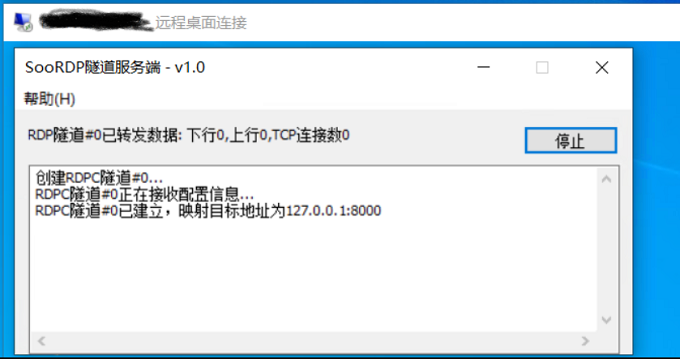 远程桌面连接
SooRDP隧道服务端 - v1.0
帮助(H)
RDP隧道#0已转发数据: 下行0,上行0,TCP连接数0
停止
创建RDPC隧道#0...
RDPC隧道#0正在接收配置信息...
RDPC隧道#0已建立，映射目标地址为127.0.0.1:8000